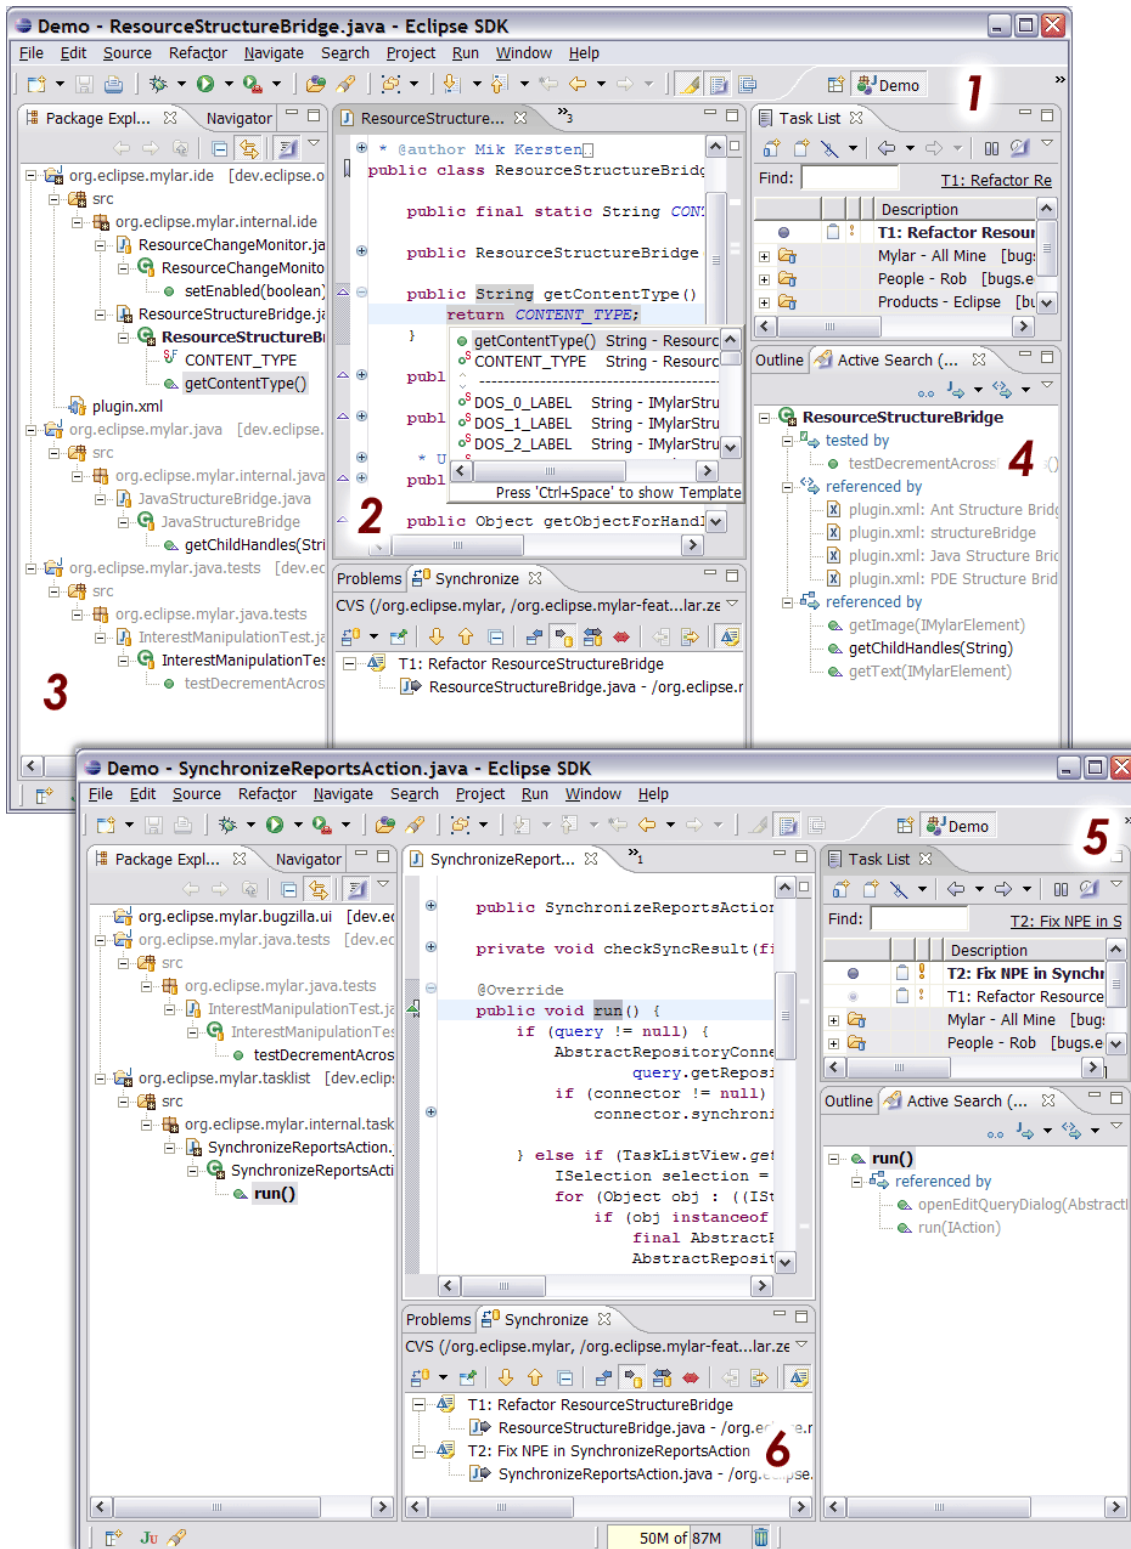 Demo - ResourceStructureBridge.java - Eclipse SDK
File Edit Source Refactor Navigate Search Project Run Window Help
Demo
1
Package Expl...
Navigator
org.eclipse.mylar.ide [dev.eclipse.o
src
org.eclipse.mylar.internal.ide
ResourceChangeMonitor.ja
ResourceChangeMonito
setEnabled(boolean)
ResourceStructureBridge.ja
ResourceStructureBi
CONTENT_TYPE
getContentType()
plugin.xml
org.eclipse.mylar.java [dev.eclipse.
src
org.eclipse.mylar.internal.java
JavaStructureBridge.java
JavaStructureBridge
getChildHandles(Stri
org.eclipse.mylar.java.tests [dev.ec
src
org.eclipse.mylar.java.tests
InterestManipulationTest.ja
InterestManipulationTes
testDecrementAcros
3
ResourceStructure...
3
* @author Mik Kersten
public class ResourceStructureBridg
public final static String CONT
public ResourceStructureBridge
public String getContentType()
return CONTENT_TYPE;
}
publ
publ
* U
publ
public Object getObjectForHandl
getContentType() String - Resourc
CONTENT_TYPE String - Resourc
DOS_0_LABEL String - IMylarStru
DOS_1_LABEL String - IMylarStru
DOS_2_LABEL String - IMylarStru
Press 'Ctrl+Space' to show Template
2
Problems
Synchronize
CVS (/org.eclipse.mylar, /org.eclipse.mylar-feat...lar.ze
T1: Refactor ResourceStructureBridge
ResourceStructureBridge.java - /org.eclipse.r
Task List
Find:
T1: Refactor Re
Description
T1: Refactor Resour
Mylar - All Mine [bug:
People - Rob [bugs.e
Products - Eclipse [bu
Outline
Active Search (...
ResourceStructureBridge
tested by
testDecrementAcross
4
referenced by
plugin.xml: Ant Structure Bridg
plugin.xml: structureBridge
plugin.xml: Java Structure Bric
plugin.xml: PDE Structure Brid
referenced by
getImage(IMylarElement)
getChildHandles(String)
getText(IMylarElement)
Demo - SynchronizeReportsAction.java - Eclipse SDK
File Edit Source Refactor Navigate Search Project Run Window Help
Demo
5
Package Expl...
Navigator
org.eclipse.mylar.bugzilla.ui [dev.ec
org.eclipse.mylar.java.tests [dev.ec
src
org.eclipse.mylar.java.tests
InterestManipulationTest.ja
InterestManipulationTes
testDecrementAcros
org.eclipse.mylar.tasklist [dev.eclip
src
org.eclipse.mylar.internal.task
SynchronizeReportsAction.
SynchronizeReportsActi
run()
SynchronizeReport...
1
public SynchronizeReportsAction
private void checkSyncResult(fi
@Override
public void run() {
if (query != null) {
AbstractRepositoryConne
query.getReposi
if (connector != null)
connector.synchroni
} else if (TaskListView.get
ISelection selection =
for (Object obj : ((ISt
if (obj instanceof
final AbstractF
AbstractReposit
Problems
Synchronize
CVS (/org.eclipse.mylar, /org.eclipse.mylar-feat...lar.ze
T1: Refactor ResourceStructureBridge
ResourceStructureBridge.java - /org.eclipse.r
T2: Fix NPE in SynchronizeReportsAction
SynchronizeReportsAction.java - /org.eclipse.
6
Task List
Find:
T2: Fix NPE in S
Description
T2: Fix NPE in Synchr
T1: Refactor Resource
Mylar - All Mine [bug:
People - Rob [bugs.e
Outline
Active Search (...
run()
referenced by
openEditQueryDialog(Abstractl
run(IAction)
Ju
50M of 87M